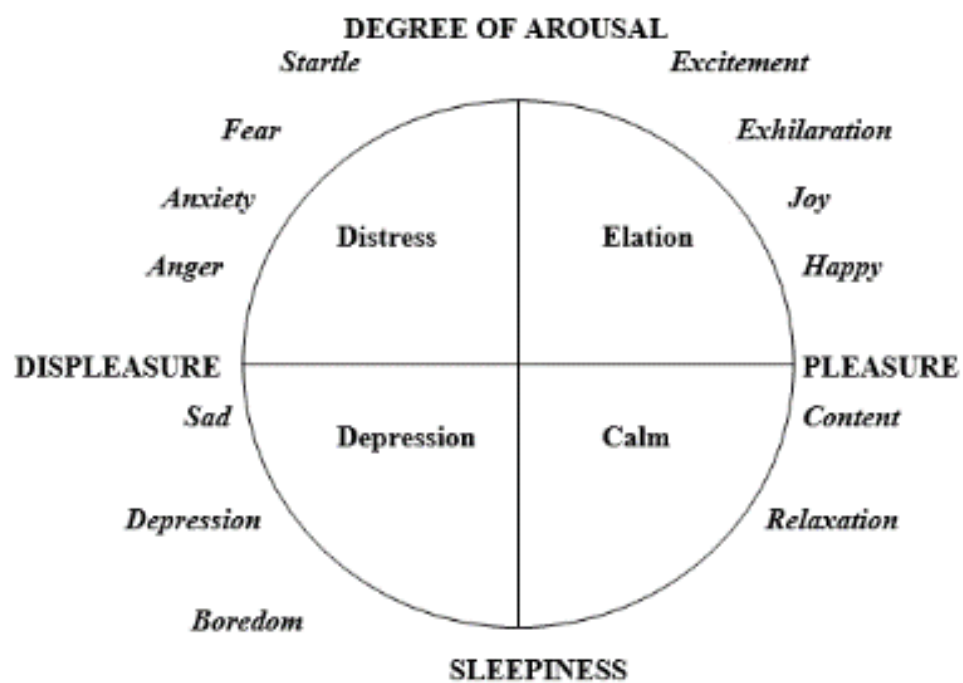 DEGREE OF AROUSAL
Startle Excitement
Fear Exhilaration
Anxiety Joy
Distress Elation
Anger Happy
DISPLEASURE PLEASURE
Sad Content
Depression Calm
Depression Relaxation
Boredom
SLEEPINESS